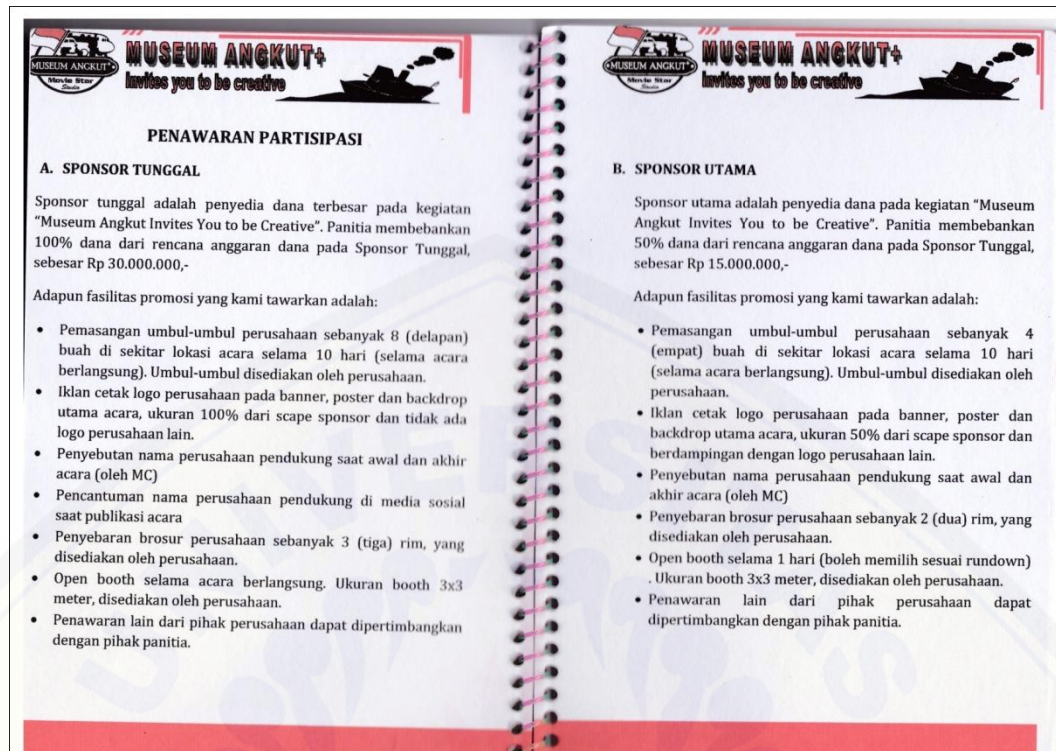 MUSEUM ANGKUT+
Movie Star
Studio
MUSEUM ANGKUT+
Invites you to be creative
PENAWARAN PARTISIPASI
A. SPONSOR TUNGGAL
Sponsor tunggal adalah penyedia dana terbesar pada kegiatan
“Museum Angkut Invites You to be Creative”. Panitia membebankan
100% dana dari rencana anggaran dana pada Sponsor Tunggal,
sebesar Rp 30.000.000,-
Adapun fasilitas promosi yang kami tawarkan adalah:
• Pemasangan umbul-umbul perusahaan sebanyak 8 (delapan)
buah di sekitar lokasi acara selama 10 hari (selama acara
berlangsung). Umbul-umbul disediakan oleh perusahaan.
• Iklan cetak logo perusahaan pada banner, poster dan backdrop
utama acara, ukuran 100% dari scape sponsor dan tidak ada
logo perusahaan lain.
• Penyebutan nama perusahaan pendukung saat awal dan akhir
acara (oleh MC)
• Pencantuman nama perusahaan pendukung di media sosial
saat publikasi acara
• Penyebaran brosur perusahaan sebanyak 3 (tiga) rim, yang
disediakan oleh perusahaan.
• Open booth selama acara berlangsung. Ukuran booth 3x3
meter, disediakan oleh perusahaan.
• Penawaran lain dari pihak perusahaan dapat dipertimbangkan
dengan pihak panitia.
MUSEUM ANGKUT+
Movie Star
Studio
MUSEUM ANGKUT+
Invites you to be creative
B. SPONSOR UTAMA
Sponsor utama adalah penyedia dana pada kegiatan “Museum
Angkut Invites You to be Creative”. Panitia membebankan
50% dana dari rencana anggaran dana pada Sponsor Tunggal,
sebesar Rp 15.000.000,-
Adapun fasilitas promosi yang kami tawarkan adalah:
• Pemasangan umbul-umbul perusahaan sebanyak 4
(empat) buah di sekitar lokasi acara selama 10 hari
(selama acara berlangsung). Umbul-umbul disediakan oleh
perusahaan.
• Iklan cetak logo perusahaan pada banner, poster dan
backdrop utama acara, ukuran 50% dari scape sponsor dan
berdampingan dengan logo perusahaan lain.
• Penyebutan nama perusahaan pendukung saat awal dan
akhir acara (oleh MC)
• Penyebaran brosur perusahaan sebanyak 2 (dua) rim, yang
disediakan oleh perusahaan.
• Open booth selama 1 hari (boleh memilih sesuai rundown)
. Ukuran booth 3x3 meter, disediakan oleh perusahaan.
• Penawaran lain dari pihak perusahaan dapat
dipertimbangkan dengan pihak panitia.